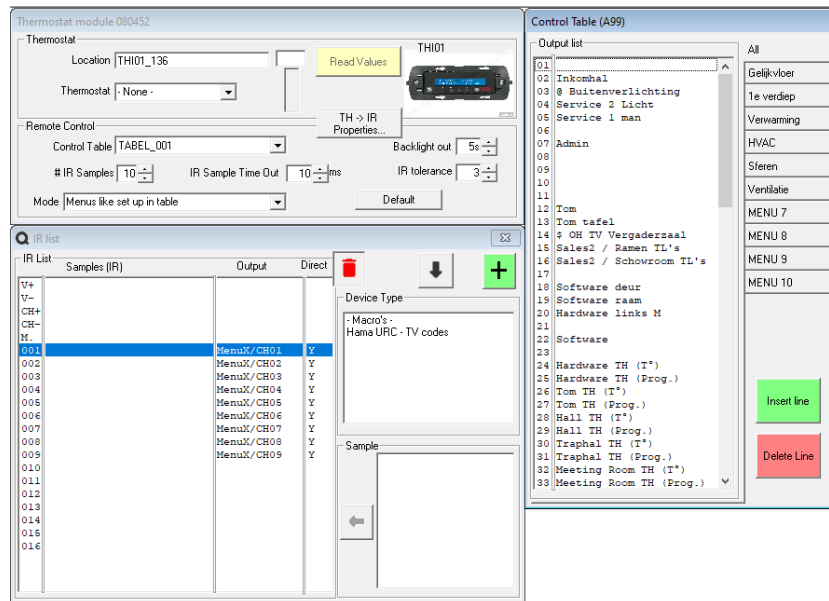 Thermostat module 080452
Thermostat
Location THI01_136
Read Values
THI01
Thermostat - None -
TH -> IR Properties...
Remote Control
Control Table TABEL_001
Backlight out 5s
# IR Samples 10
IR Sample Time Out 10 ms
IR tolerance 3
Mode Menus like set up in table
Default
IR list
IR List
Samples (IR) Output Direct
V+
V-
CH+
CH-
M.
001 MenuX/CH01 Y
002 MenuX/CH02 Y
003 MenuX/CH03 Y
004 MenuX/CH04 Y
005 MenuX/CH05 Y
006 MenuX/CH06 Y
007 MenuX/CH07 Y
008 MenuX/CH08 Y
009 MenuX/CH09 Y
010
011
012
013
014
015
016
Device Type
- Macro's -
Hama URC - TV codes
Sample
Control Table (A99)
Output list
01
02 Inkomhal
03 @ Buitenverlichting
04 Service 2 Licht
05 Service 1 man
06
07 Admin
08
09
10
11
12 Tom
13 Tom tafel
14 $ OH TV Vergaderzaal
15 Sales2 / Ramen TL's
16 Sales2 / Schowroom TL's
17
18 Software deur
19 Software raam
20 Hardware links M
21
22 Software
23
24 Hardware TH (T°)
25 Hardware TH (Prog.)
26 Tom TH (T°)
27 Tom TH (Prog.)
28 Hall TH (T°)
29 Hall TH (Prog.)
30 Traphal TH (T°)
31 Traphal TH (Prog.)
32 Meeting Room TH (T°)
33 Meeting Room TH (Prog.)
All
Gelijkvloer
1e verdiep
Verwarming
HVAC
Sferen
Ventilatie
MENU 7
MENU 8
MENU 9
MENU 10
Insert line
Delete Line